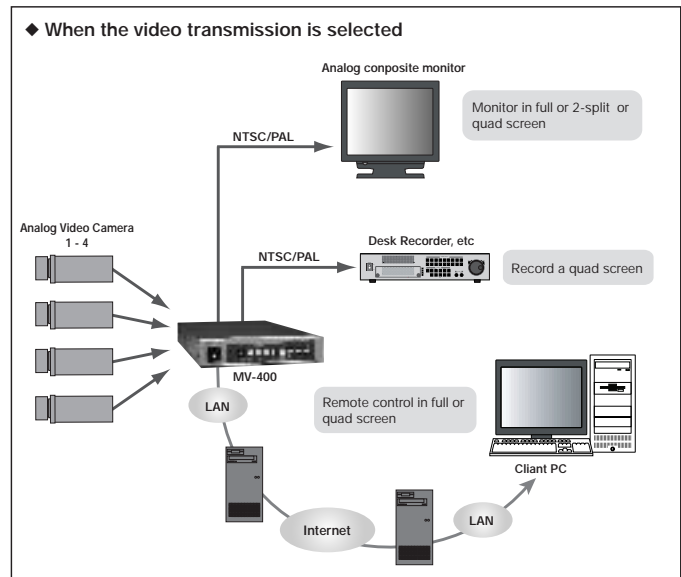 ◆ When the video transmission is selected
Analog conposite monitor
Monitor in full or 2-split or
quad screen
NTSC/PAL
Analog Video Camera
1 - 4
NTSC/PAL
Desk Recorder, etc
Record a quad screen
MV-400
LAN
Remote control in full or
quad screen
Cliant PC
Internet
LAN